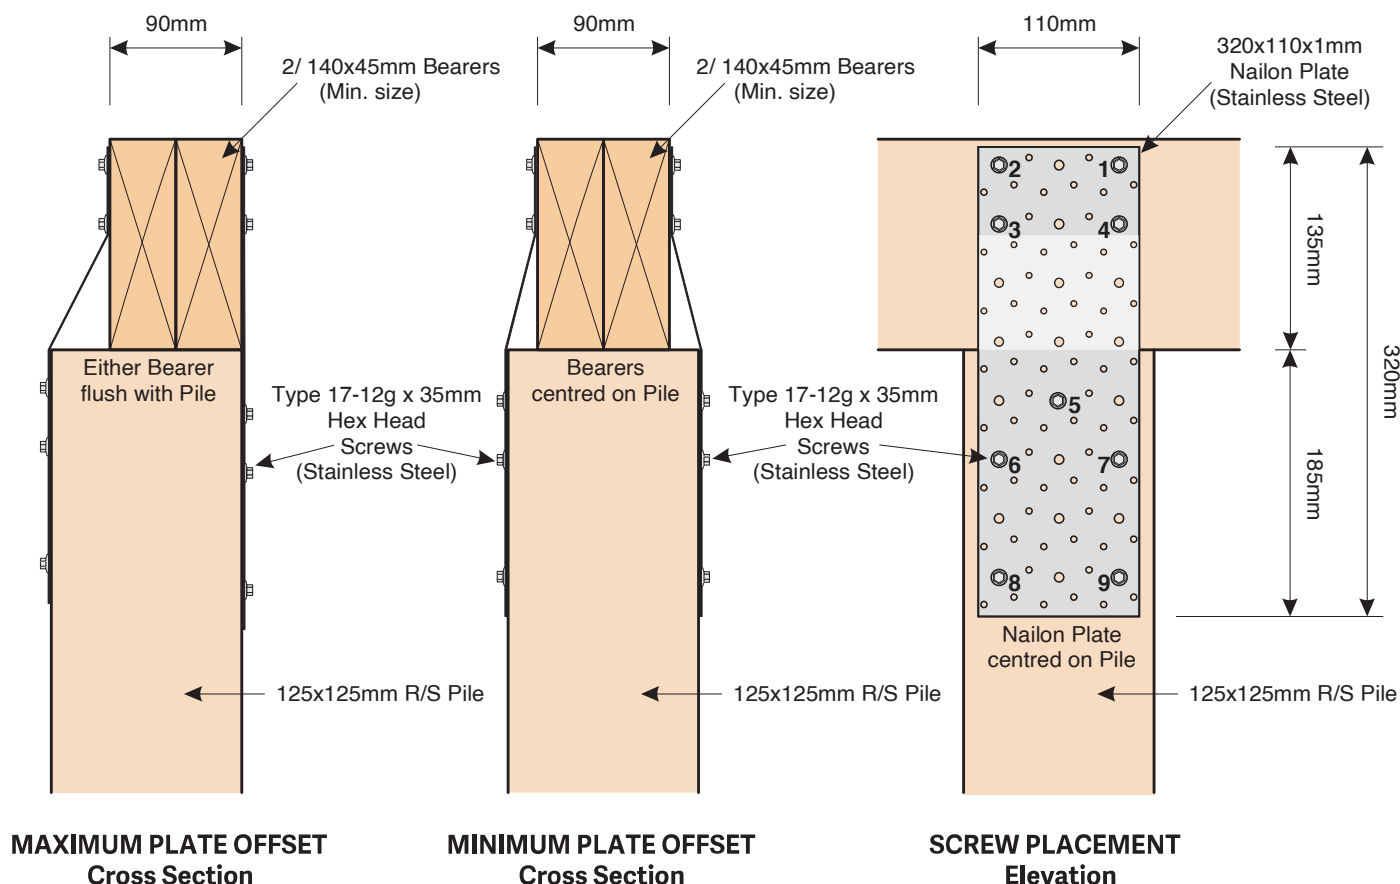 90mm
2/ 140x45mm Bearers
(Min. size)
Either Bearer
flush with Pile
Type 17-12g x 35mm
Hex Head
Screws
(Stainless Steel)
125x125mm R/S Pile
MAXIMUM PLATE OFFSET
Cross Section
90mm
2/ 140x45mm Bearers
(Min. size)
Bearers
centred on Pile
Type 17-12g x 35mm
Hex Head
Screws
(Stainless Steel)
125x125mm R/S Pile
MINIMUM PLATE OFFSET
Cross Section
110mm
320x110x1mm
Nailon Plate
(Stainless Steel)
2 1
3 4
5
6 7
8 9
135mm
320mm
185mm
Nailon Plate
centred on Pile
125x125mm R/S Pile
SCREW PLACEMENT
Elevation